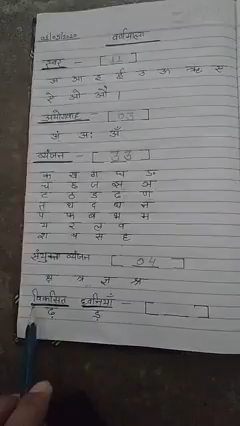 वर्णमाला
स्वर - [ 11 ]
अ आ इ ई उ ऊ ऋ ए
ऐ ओ औ ।
अयोगवाह - [ 03 ]
अं अः अँ
व्यंजन - [ 33 ]
क ख ग घ ङ
च छ ज झ ञ
ट ठ ड ढ ण
त थ द ध न
प फ ब भ म
य र ल व
श ष स ह
संयुक्त व्यंजन [ 04 ]
क्ष त्र ज्ञ श्र
विकसित ध्वनियाँ - [ ]
ढ़ ड़